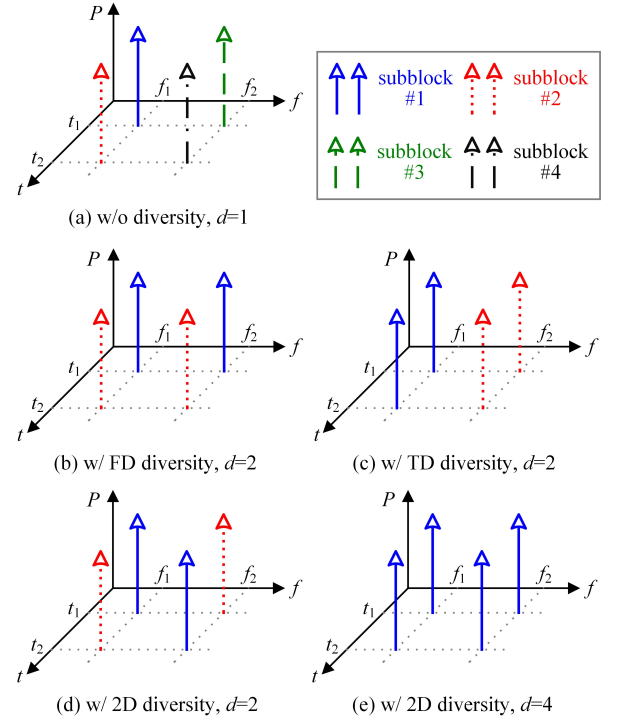 P
f₁ f₂ f
t₁
t₂
t
(a) w/o diversity, d=1
subblock #1
subblock #2
subblock #3
subblock #4
P
f₁ f₂ f
t₁
t₂
t
(b) w/ FD diversity, d=2
P
f₁ f₂ f
t₁
t₂
t
(c) w/ TD diversity, d=2
P
f₁ f₂ f
t₁
t₂
t
(d) w/ 2D diversity, d=2
P
f₁ f₂ f
t₁
t₂
t
(e) w/ 2D diversity, d=4